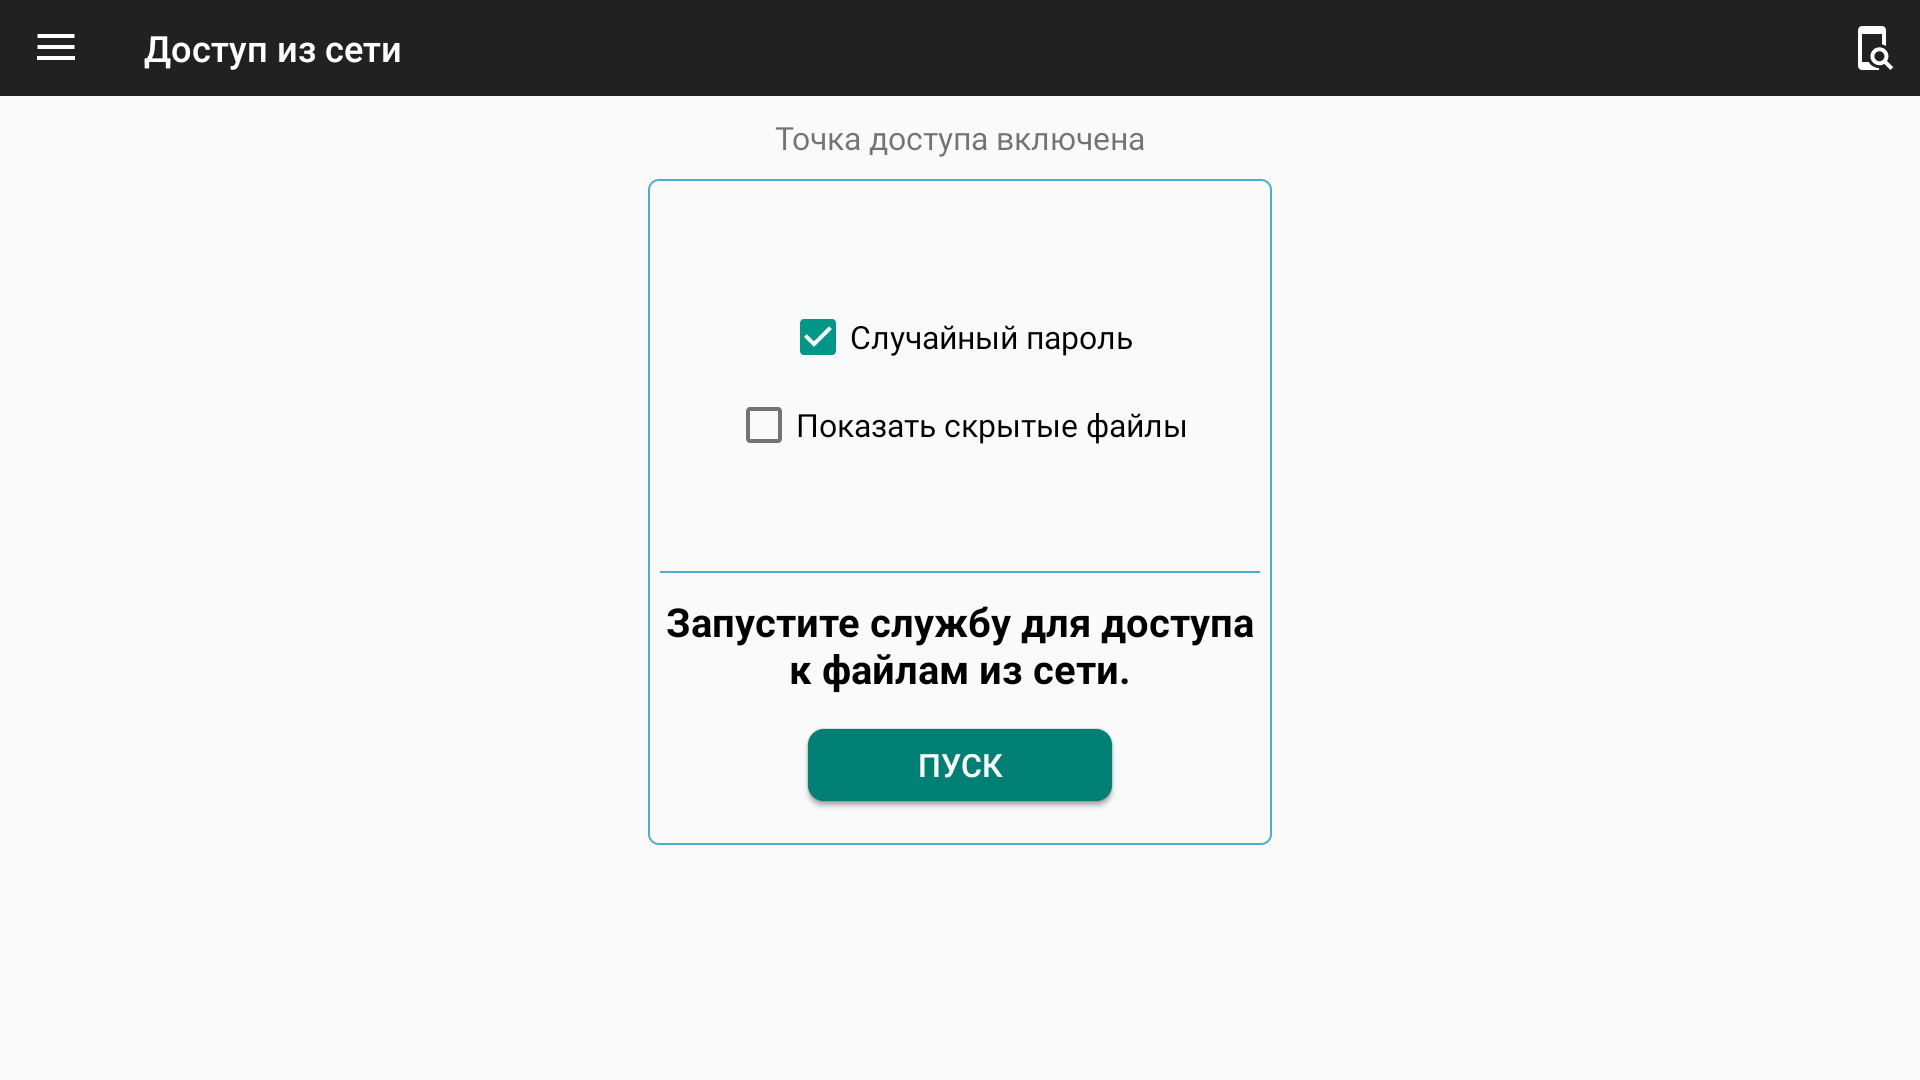 Доступ из сети
Точка доступа включена
Случайный пароль
Показать скрытые файлы
Запустите службу для доступа
к файлам из сети.
ПУСК